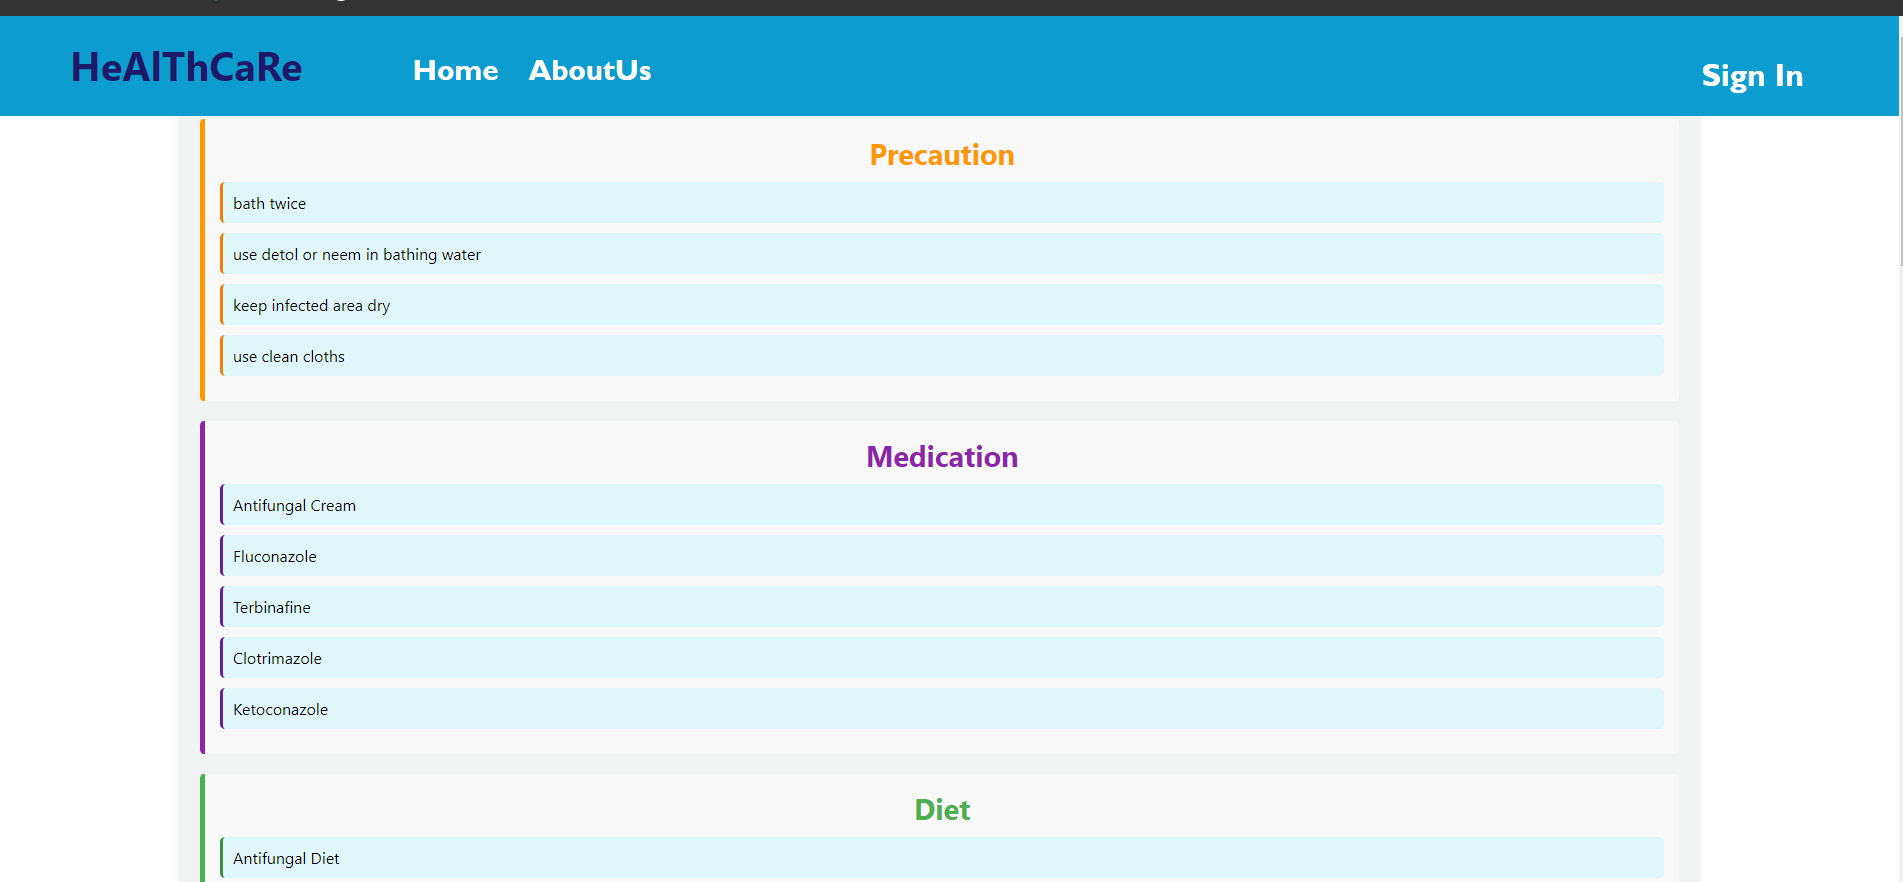 HeAlThCaRe Home AboutUs Sign In
Precaution
bath twice
use detol or neem in bathing water
keep infected area dry
use clean cloths
Medication
Antifungal Cream
Fluconazole
Terbinafine
Clotrimazole
Ketoconazole
Diet
Antifungal Diet